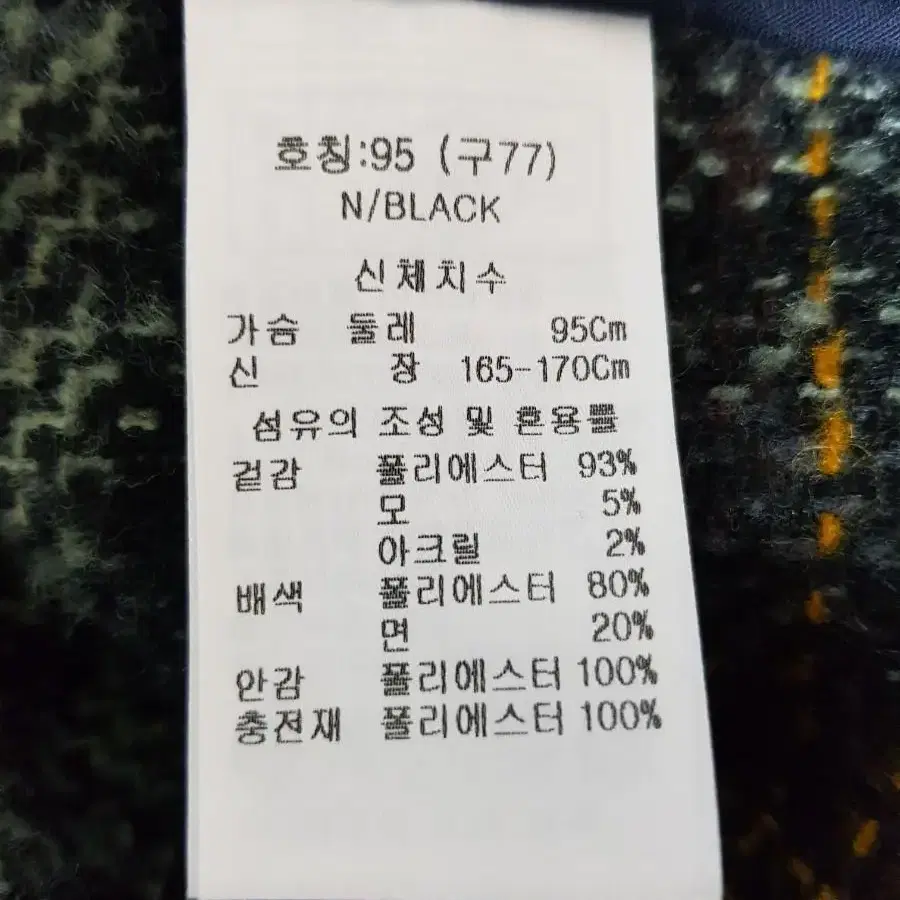 호칭:95 (구77)
N/BLACK
신체치수
가슴 둘레 95Cm
신 장 165-170Cm
섬유의 조성 및 혼용률
겉감 폴리에스터 93%
모 5%
아크릴 2%
배색 폴리에스터 80%
면 20%
안감 폴리에스터 100%
충전재 폴리에스터 100%